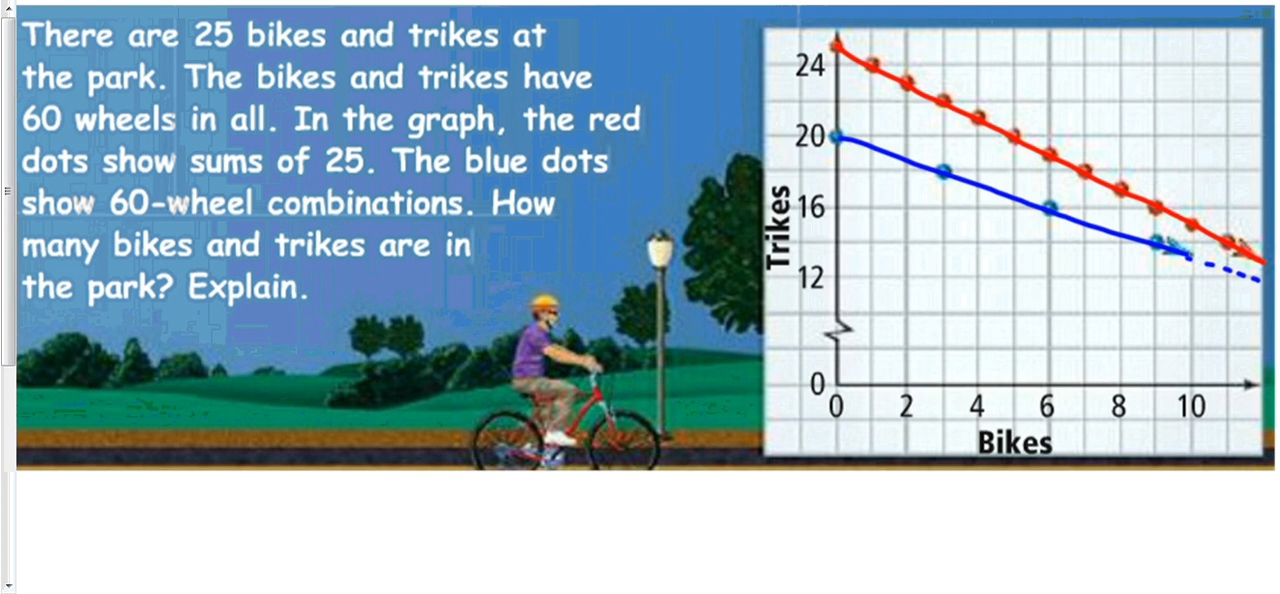 There are 25 bikes and trikes at
the park. The bikes and trikes have
60 wheels in all. In the graph, the red
dots show sums of 25. The blue dots
show 60-wheel combinations. How
many bikes and trikes are in
the park? Explain.
24
20
16
12
0
Trikes
0 2 4 6 8 10
Bikes